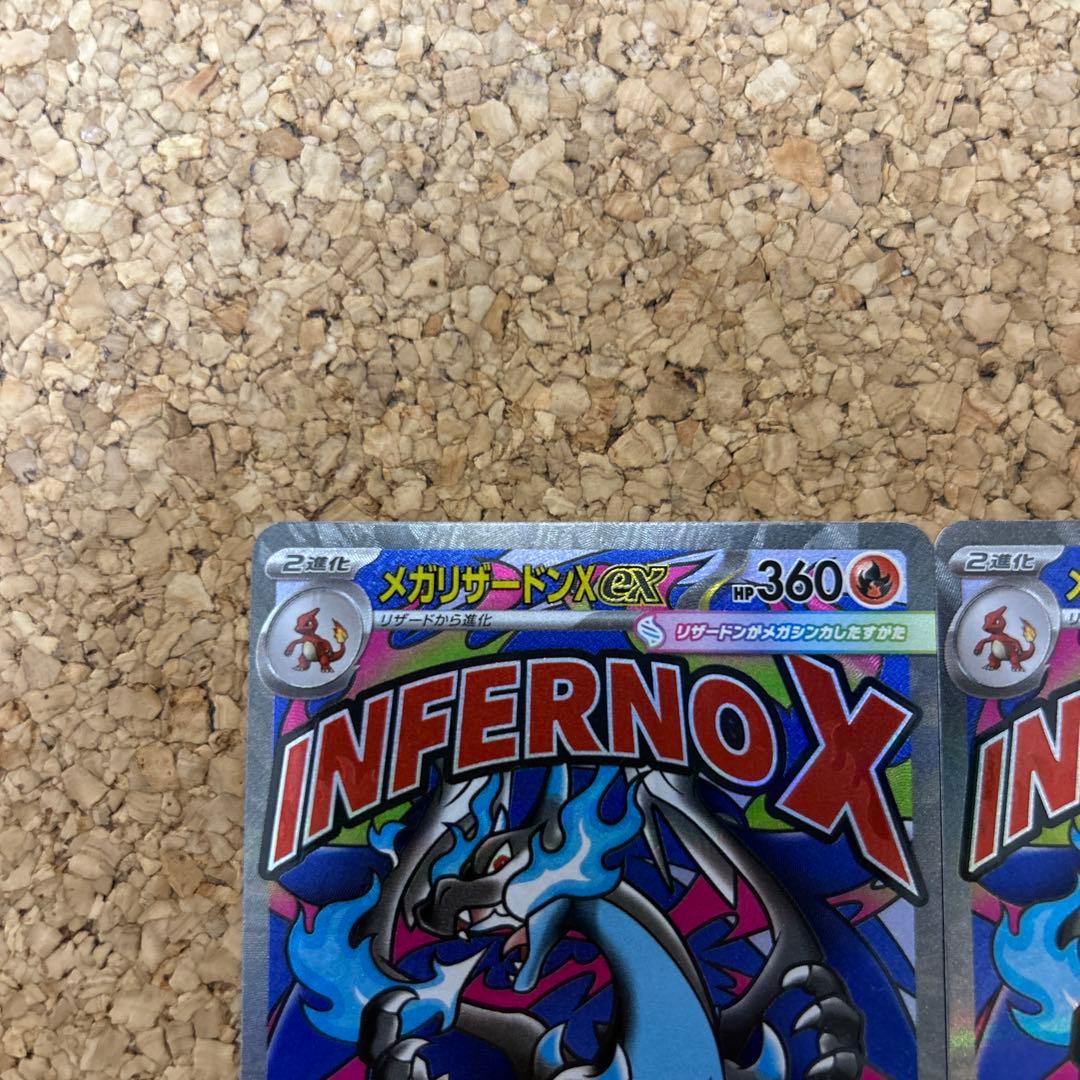 2進化
メガリザードンXex
HP360
リザードから進化
リザードンがメガシンカしたすがた
INFERNO X
2進化
IN